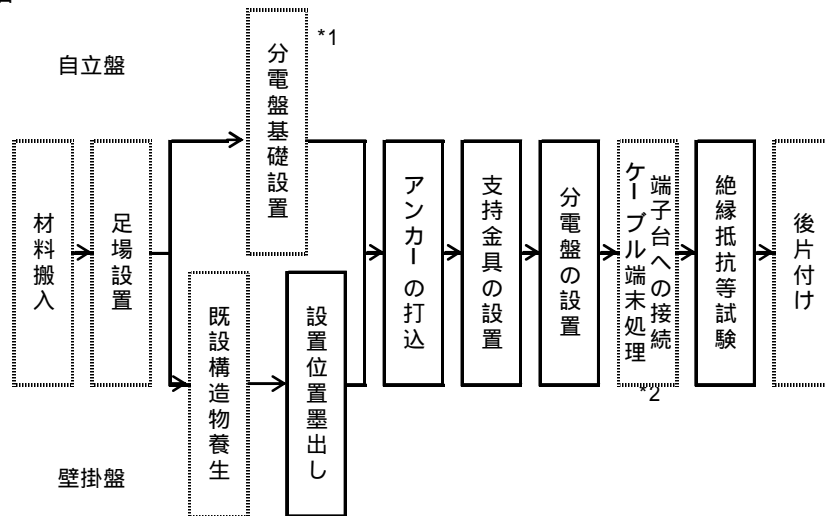 自立盤
分電盤基礎設置
*1
材料搬入
足場設置
既設構造物養生
設置位置墨出し
アンカーの打込
支持金具の設置
分電盤の設置
端子台への接続
ケーブル端末処理
*2
絶縁抵抗等試験
後片付け
壁掛盤